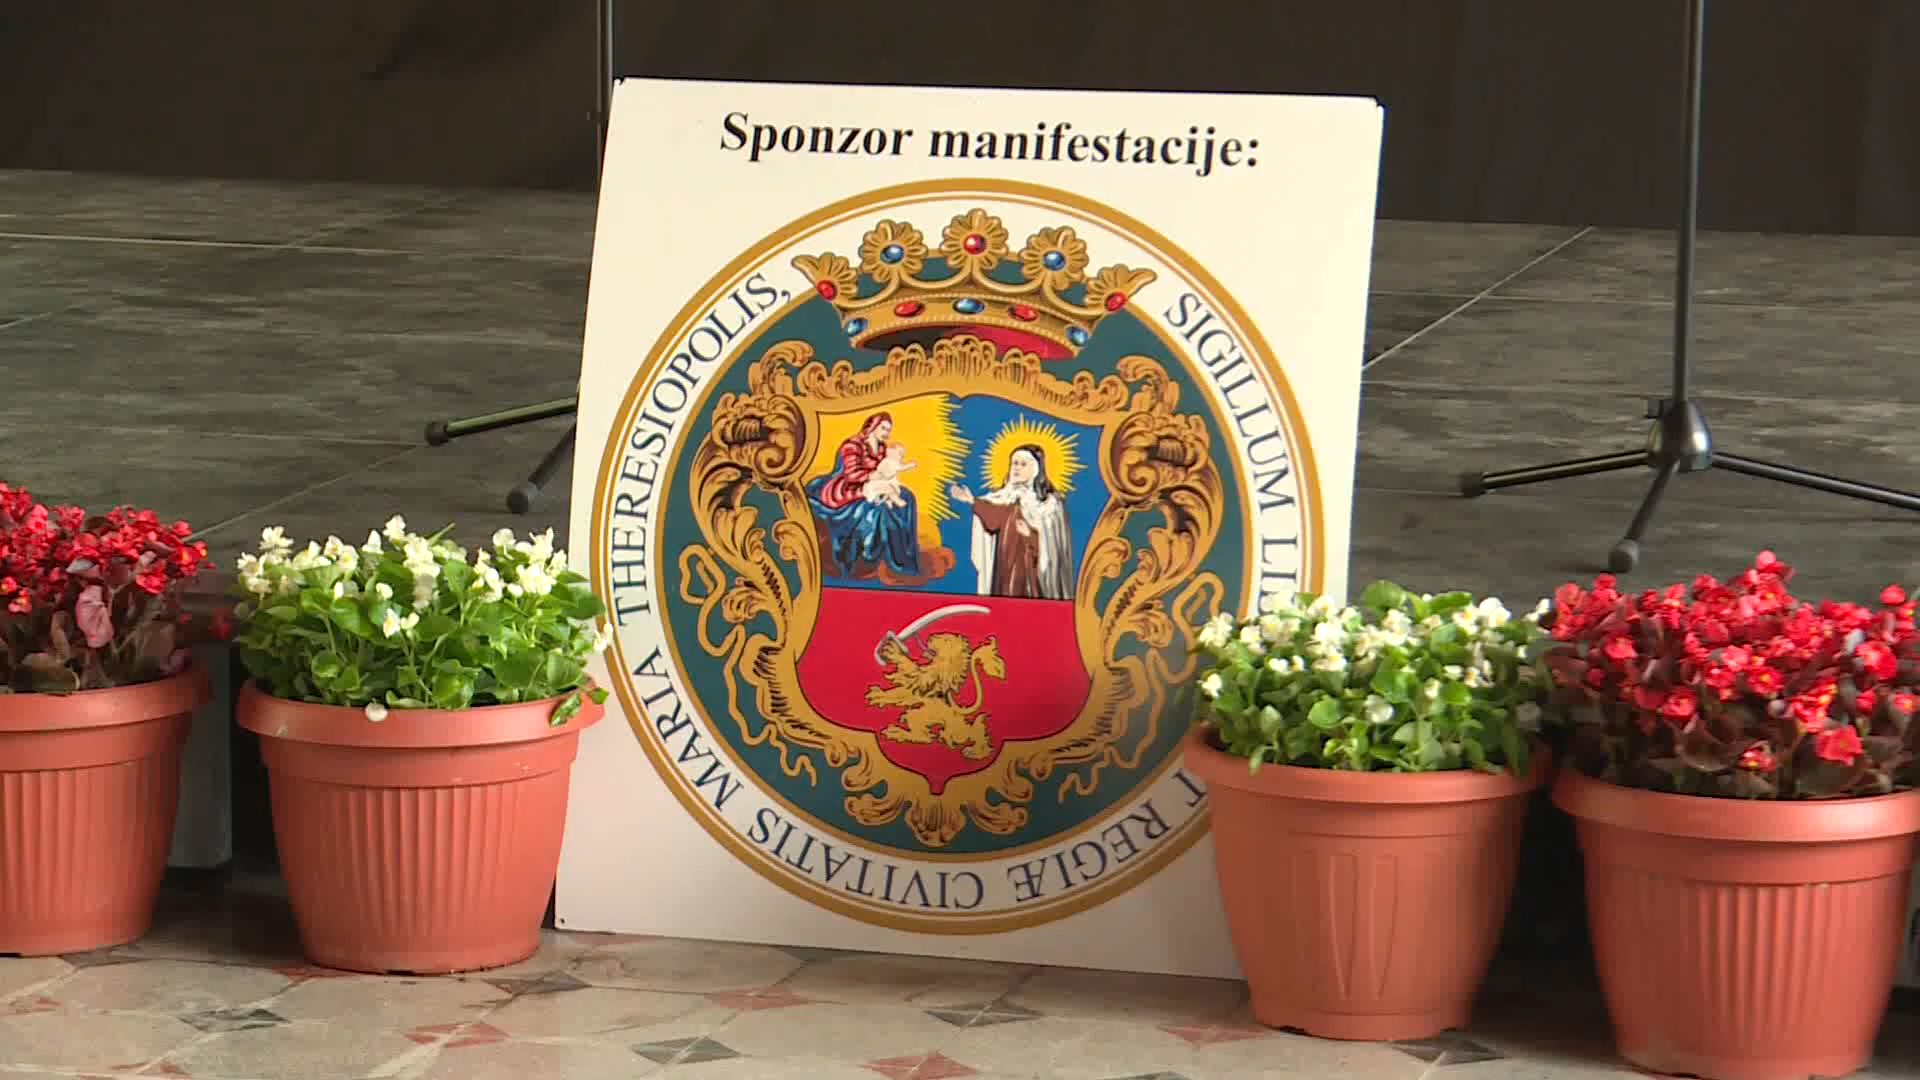 Sponzor manifestacije:
SIGILLUM
T REGIÆ CIVITATIS MARIA THERESIOPOLIS,